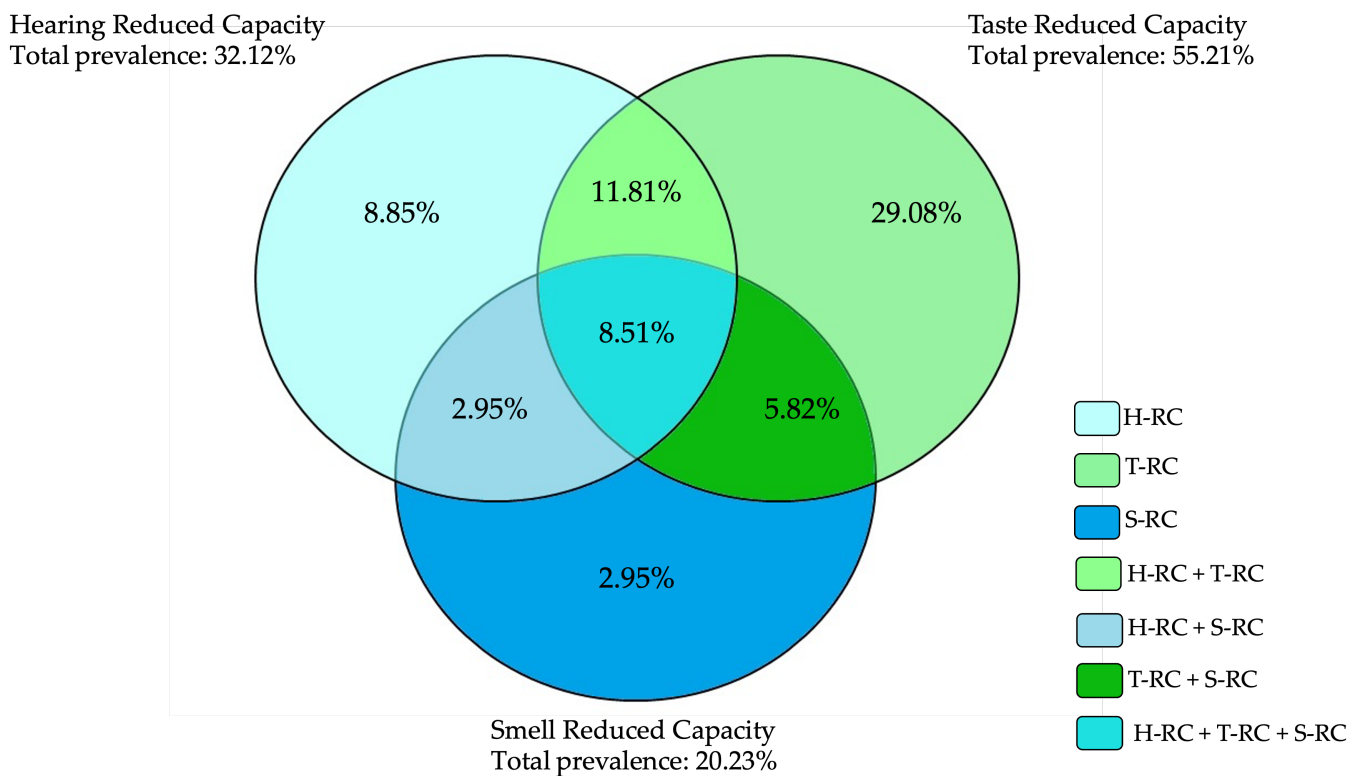 Hearing Reduced Capacity
Total prevalence: 32.12%
Taste Reduced Capacity
Total prevalence: 55.21%
11.81%
8.85%
29.08%
8.51%
2.95%
5.82%
2.95%
H-RC
T-RC
S-RC
H-RC + T-RC
H-RC + S-RC
T-RC + S-RC
H-RC + T-RC + S-RC
Smell Reduced Capacity
Total prevalence: 20.23%